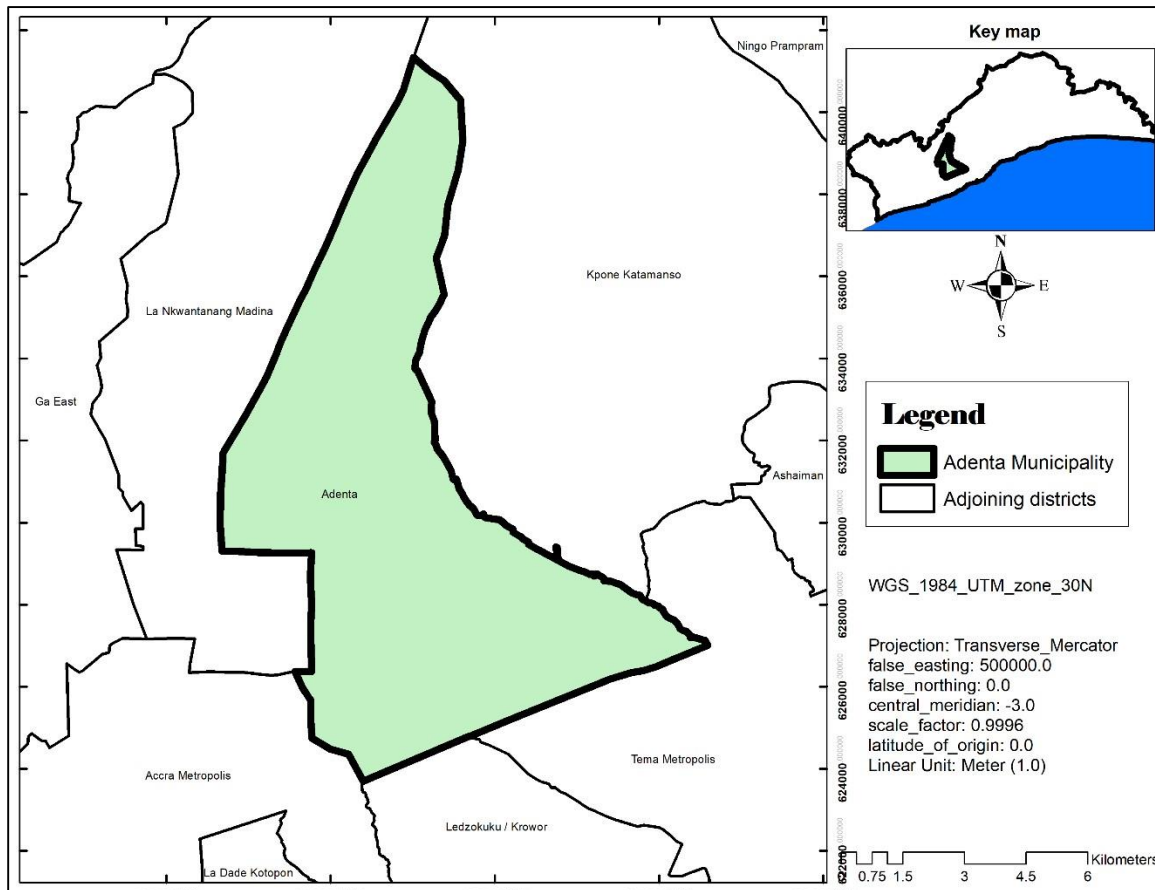 Ningo Prampram
Kpone Katamanso
La Nkwantanang Madina
Ga East
Ashaiman
Adenta
Accra Metropolis
Tema Metropolis
Ledzokuku / Krowor
La Dade Kotopon
640000
638000
636000
634000
632000
630000
628000
626000
624000
622000
Key map
N
W
E
S
Legend
Adenta Municipality
Adjoining districts
WGS_1984_UTM_zone_30N
Projection: Transverse_Mercator
false_easting: 500000.0
false_northing: 0.0
central_meridian: -3.0
scale_factor: 0.9996
latitude_of_origin: 0.0
Linear Unit: Meter (1.0)
Kilometers
0.75 1.5 3 4.5 6